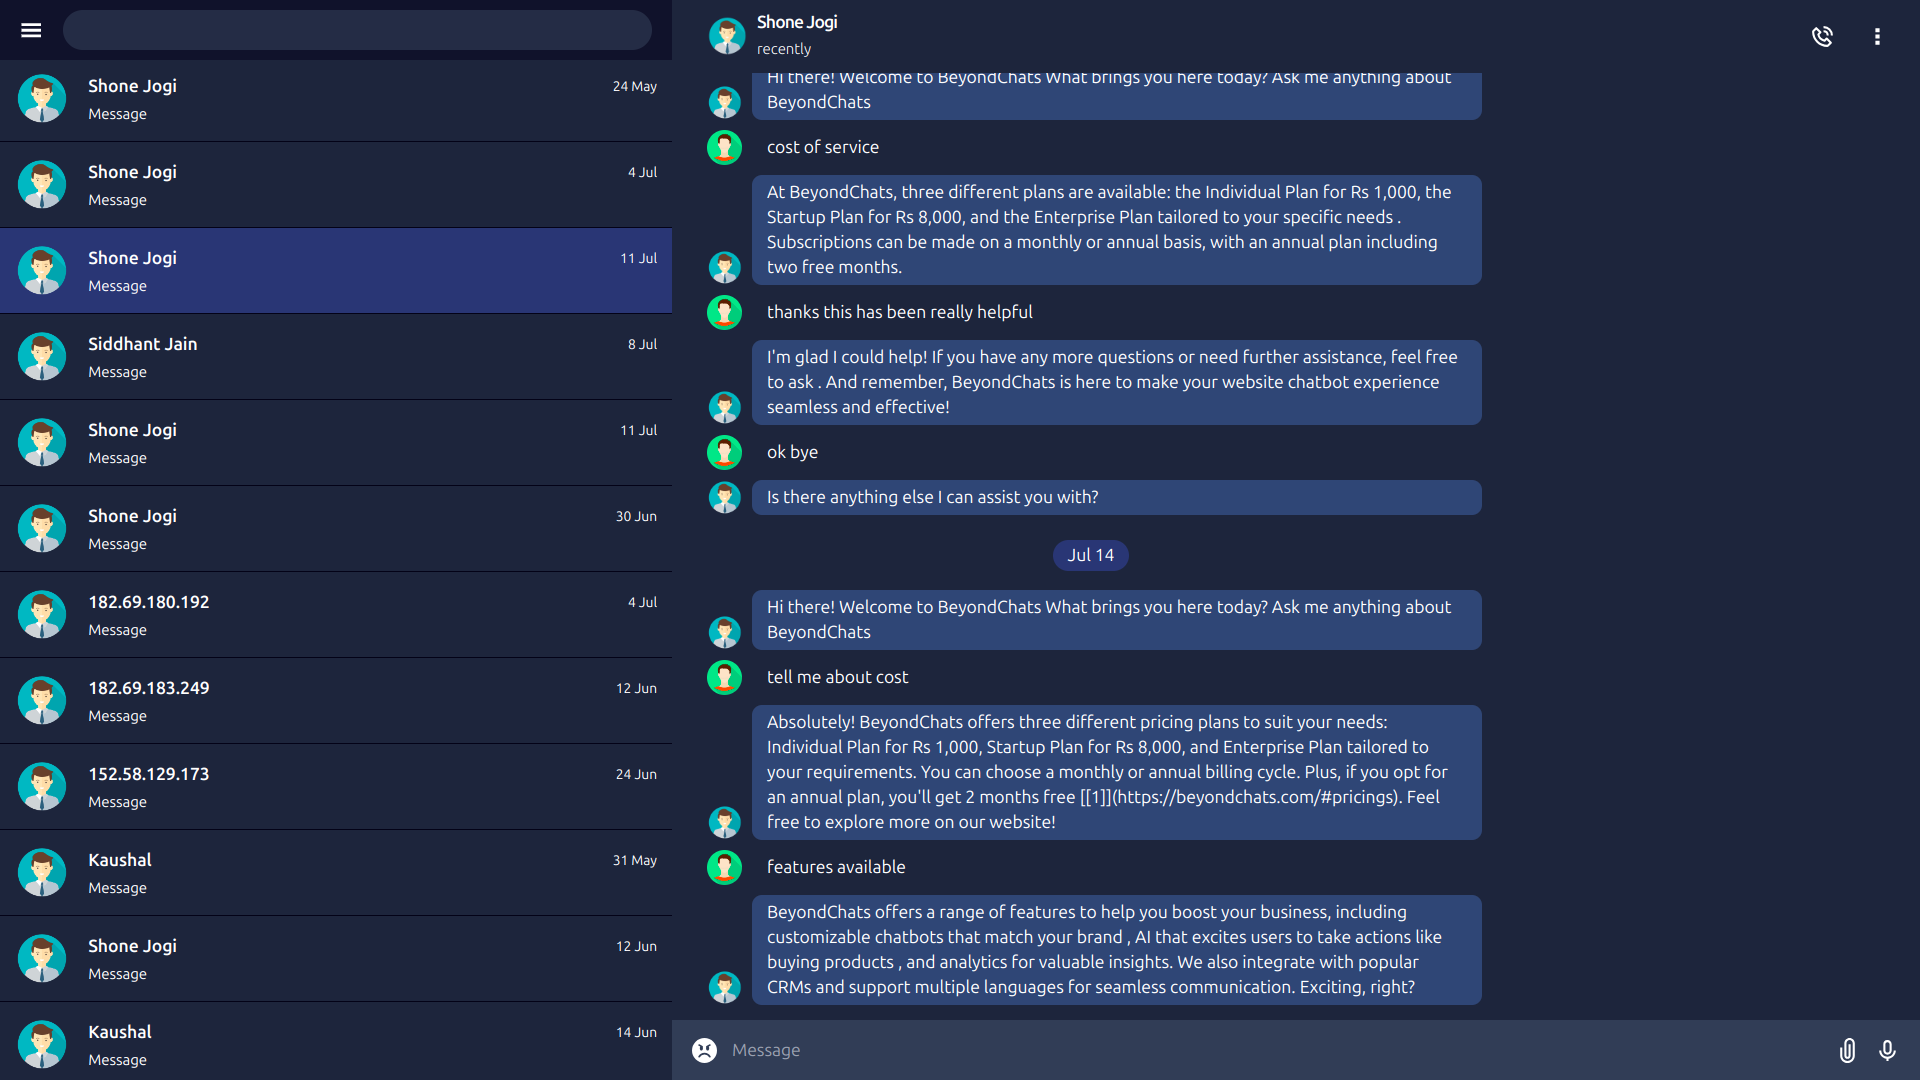 Shone Jogi
24 May
Message
Shone Jogi
4 Jul
Message
Shone Jogi
11 Jul
Message
Siddhant Jain
8 Jul
Message
Shone Jogi
11 Jul
Message
Shone Jogi
30 Jun
Message
182.69.180.192
4 Jul
Message
182.69.183.249
12 Jun
Message
152.58.129.173
24 Jun
Message
Kaushal
31 May
Message
Shone Jogi
12 Jun
Message
Kaushal
14 Jun
Message
Shone Jogi
recently
Hi there! Welcome to BeyondChats What brings you here today? Ask me anything about
BeyondChats
cost of service
At BeyondChats, three different plans are available: the Individual Plan for Rs 1,000, the
Startup Plan for Rs 8,000, and the Enterprise Plan tailored to your specific needs .
Subscriptions can be made on a monthly or annual basis, with an annual plan including
two free months.
thanks this has been really helpful
I'm glad I could help! If you have any more questions or need further assistance, feel free
to ask . And remember, BeyondChats is here to make your website chatbot experience
seamless and effective!
ok bye
Is there anything else I can assist you with?
Jul 14
Hi there! Welcome to BeyondChats What brings you here today? Ask me anything about
BeyondChats
tell me about cost
Absolutely! BeyondChats offers three different pricing plans to suit your needs:
Individual Plan for Rs 1,000, Startup Plan for Rs 8,000, and Enterprise Plan tailored to
your requirements. You can choose a monthly or annual billing cycle. Plus, if you opt for
an annual plan, you'll get 2 months free [[1]](https://beyondchats.com/#pricings). Feel
free to explore more on our website!
features available
BeyondChats offers a range of features to help you boost your business, including
customizable chatbots that match your brand , AI that excites users to take actions like
buying products , and analytics for valuable insights. We also integrate with popular
CRMs and support multiple languages for seamless communication. Exciting, right?
Message